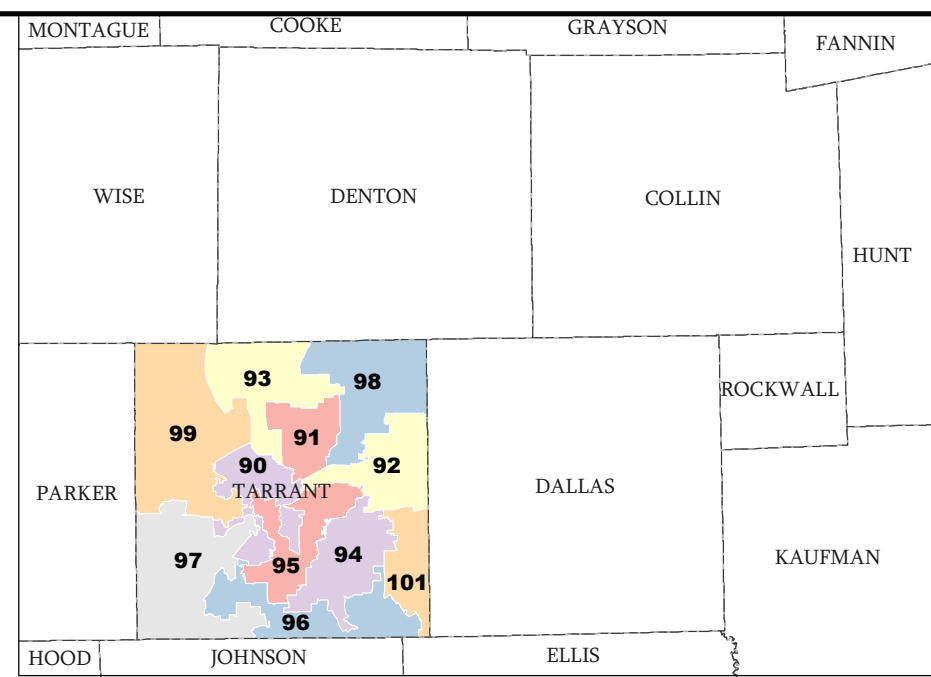 MONTAGUE
COOKE
GRAYSON
FANNIN
WISE
DENTON
COLLIN
HUNT
93
98
ROCKWALL
99
91
90
92
TARRANT
PARKER
DALLAS
97
95
94
101
KAUFMAN
96
HOOD
JOHNSON
ELLIS